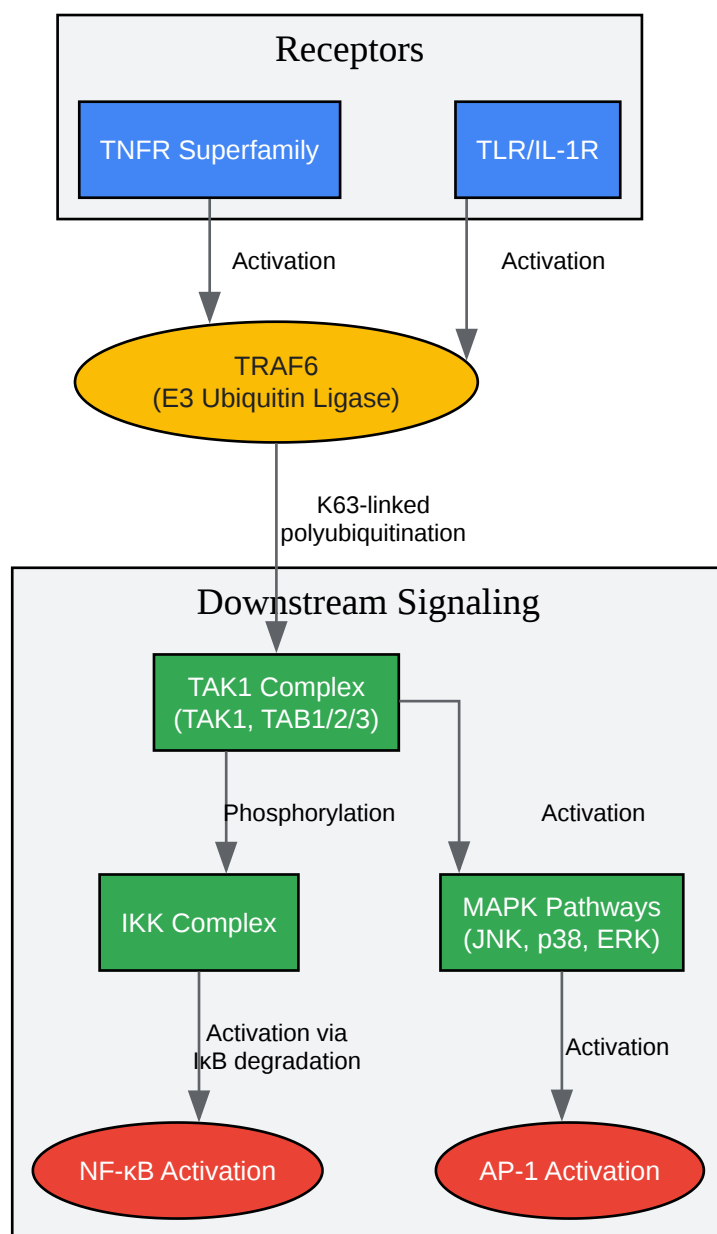 Receptors
TNFR Superfamily
TLR/IL-1R
Activation
Activation
TRAF6
(E3 Ubiquitin Ligase)
K63-linked
polyubiquitination
Downstream Signaling
TAK1 Complex
(TAK1, TAB1/2/3)
Phosphorylation
Activation
IKK Complex
MAPK Pathways
(JNK, p38, ERK)
Activation via
IκB degradation
Activation
NF-κB Activation
AP-1 Activation